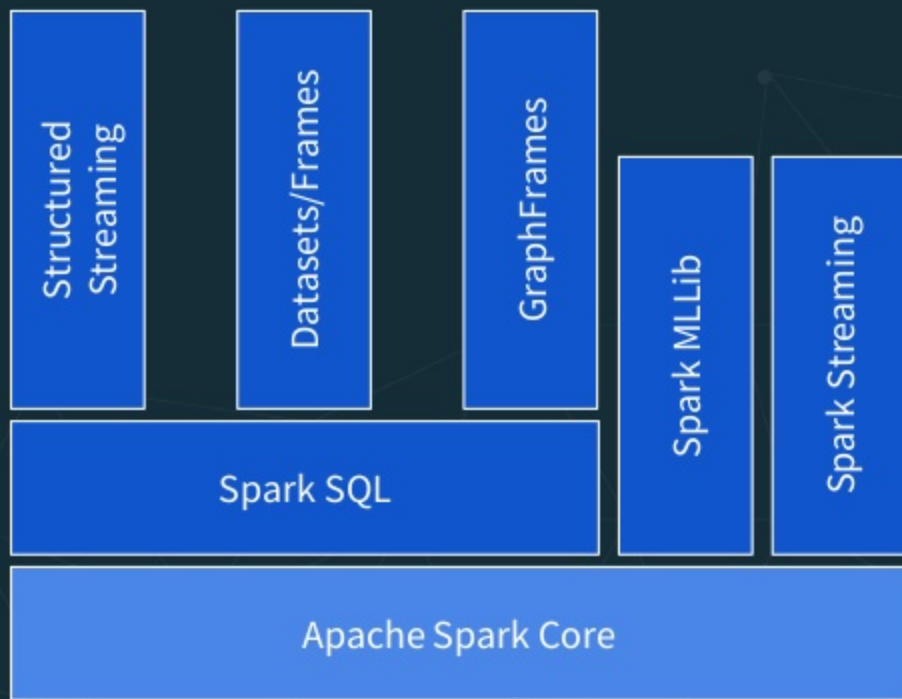 Structured
Streaming
Datasets/Frames
GraphFrames
Spark MLLib
Spark Streaming
Spark SQL
Apache Spark Core